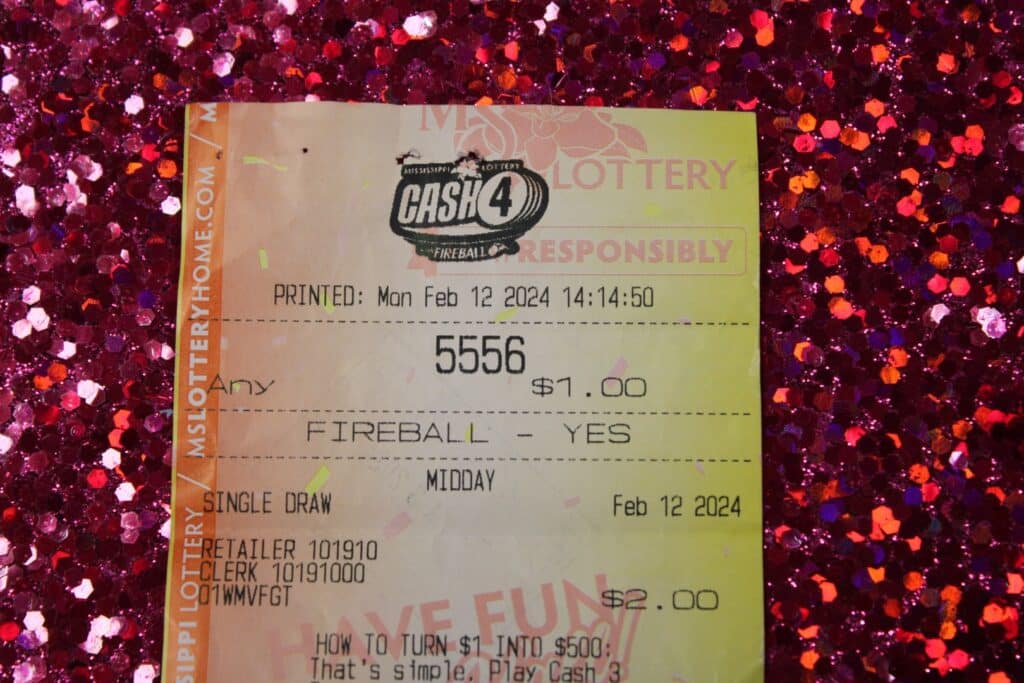 MS
LOTTERY
MISSISSIPPI LOTTERY
CASH 4
FIREBALL
RESPONSIBLY
PRINTED: Mon Feb 12 2024 14:14:50
5556
Any $1.00
FIREBALL - YES
MIDDAY
SINGLE DRAW Feb 12 2024
RETAILER 101910
CLERK 10191000
01WMVFGT
$2.00
HAVE FUN
HOW TO TURN $1 INTO $500:
That's simple. Play Cash 3
SSIPPI LOTTERY / MSLOTTERYHOME.COM / M